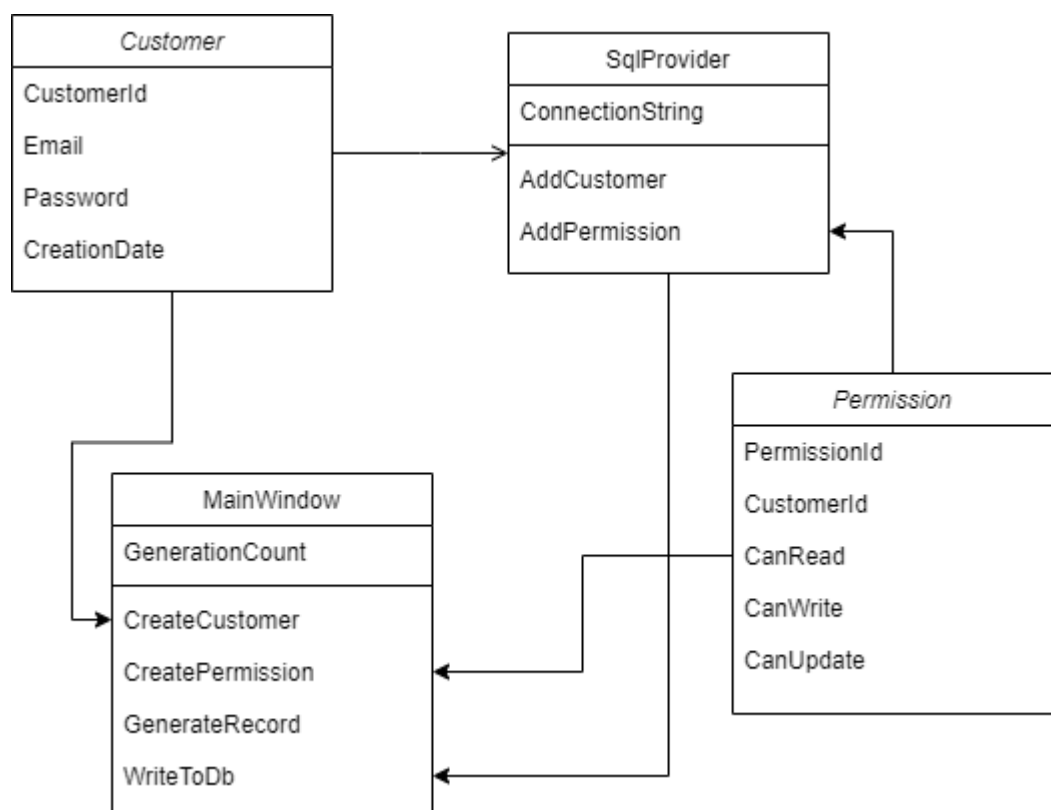 Customer
CustomerId
Email
Password
CreationDate
SqlProvider
ConnectionString
AddCustomer
AddPermission
Permission
PermissionId
CustomerId
CanRead
CanWrite
CanUpdate
MainWindow
GenerationCount
CreateCustomer
CreatePermission
GenerateRecord
WriteToDb